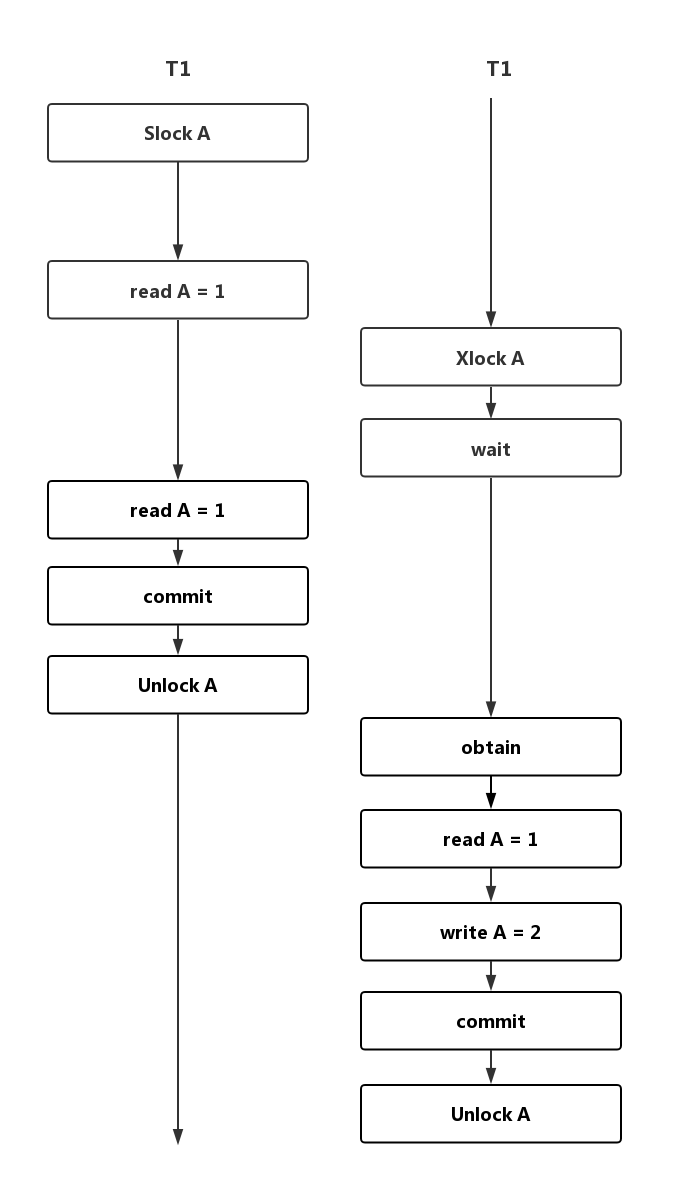 T1
T1
Slock A
read A = 1
Xlock A
wait
read A = 1
commit
Unlock A
obtain
read A = 1
write A = 2
commit
Unlock A